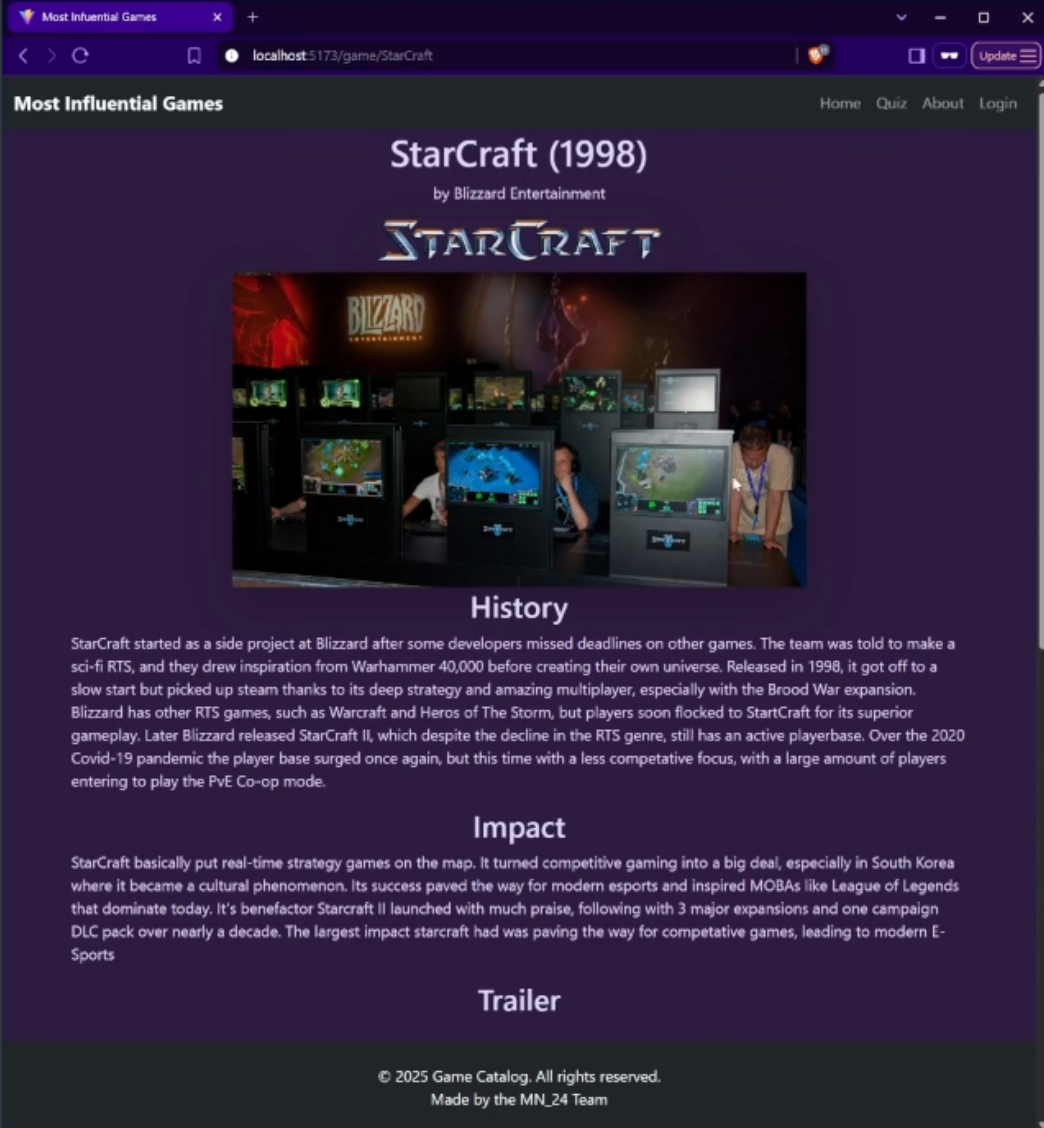 Most Infuential Games
Update
localhost:5173/game/StarCraft
Most Influential Games
Home Quiz About Login
StarCraft (1998)
by Blizzard Entertainment
STARCRAFT
BLIZZARD
ENTERTAINMENT
STARCRAFT
STARCRAFT
STARCRAFT
History
StarCraft started as a side project at Blizzard after some developers missed deadlines on other games. The team was told to make a
sci-fi RTS, and they drew inspiration from Warhammer 40,000 before creating their own universe. Released in 1998, it got off to a
slow start but picked up steam thanks to its deep strategy and amazing multiplayer, especially with the Brood War expansion.
Blizzard has other RTS games, such as Warcraft and Heros of The Storm, but players soon flocked to StartCraft for its superior
gameplay. Later Blizzard released StarCraft II, which despite the decline in the RTS genre, still has an active playerbase. Over the 2020
Covid-19 pandemic the player base surged once again, but this time with a less competative focus, with a large amount of players
entering to play the PvE Co-op mode.
Impact
StarCraft basically put real-time strategy games on the map. It turned competitive gaming into a big deal, especially in South Korea
where it became a cultural phenomenon. Its success paved the way for modern esports and inspired MOBAs like League of Legends
that dominate today. It's benefactor Starcraft II launched with much praise, following with 3 major expansions and one campaign
DLC pack over nearly a decade. The largest impact starcraft had was paving the way for competative games, leading to modern E-
Sports
Trailer
© 2025 Game Catalog. All rights reserved.
Made by the MN_24 Team